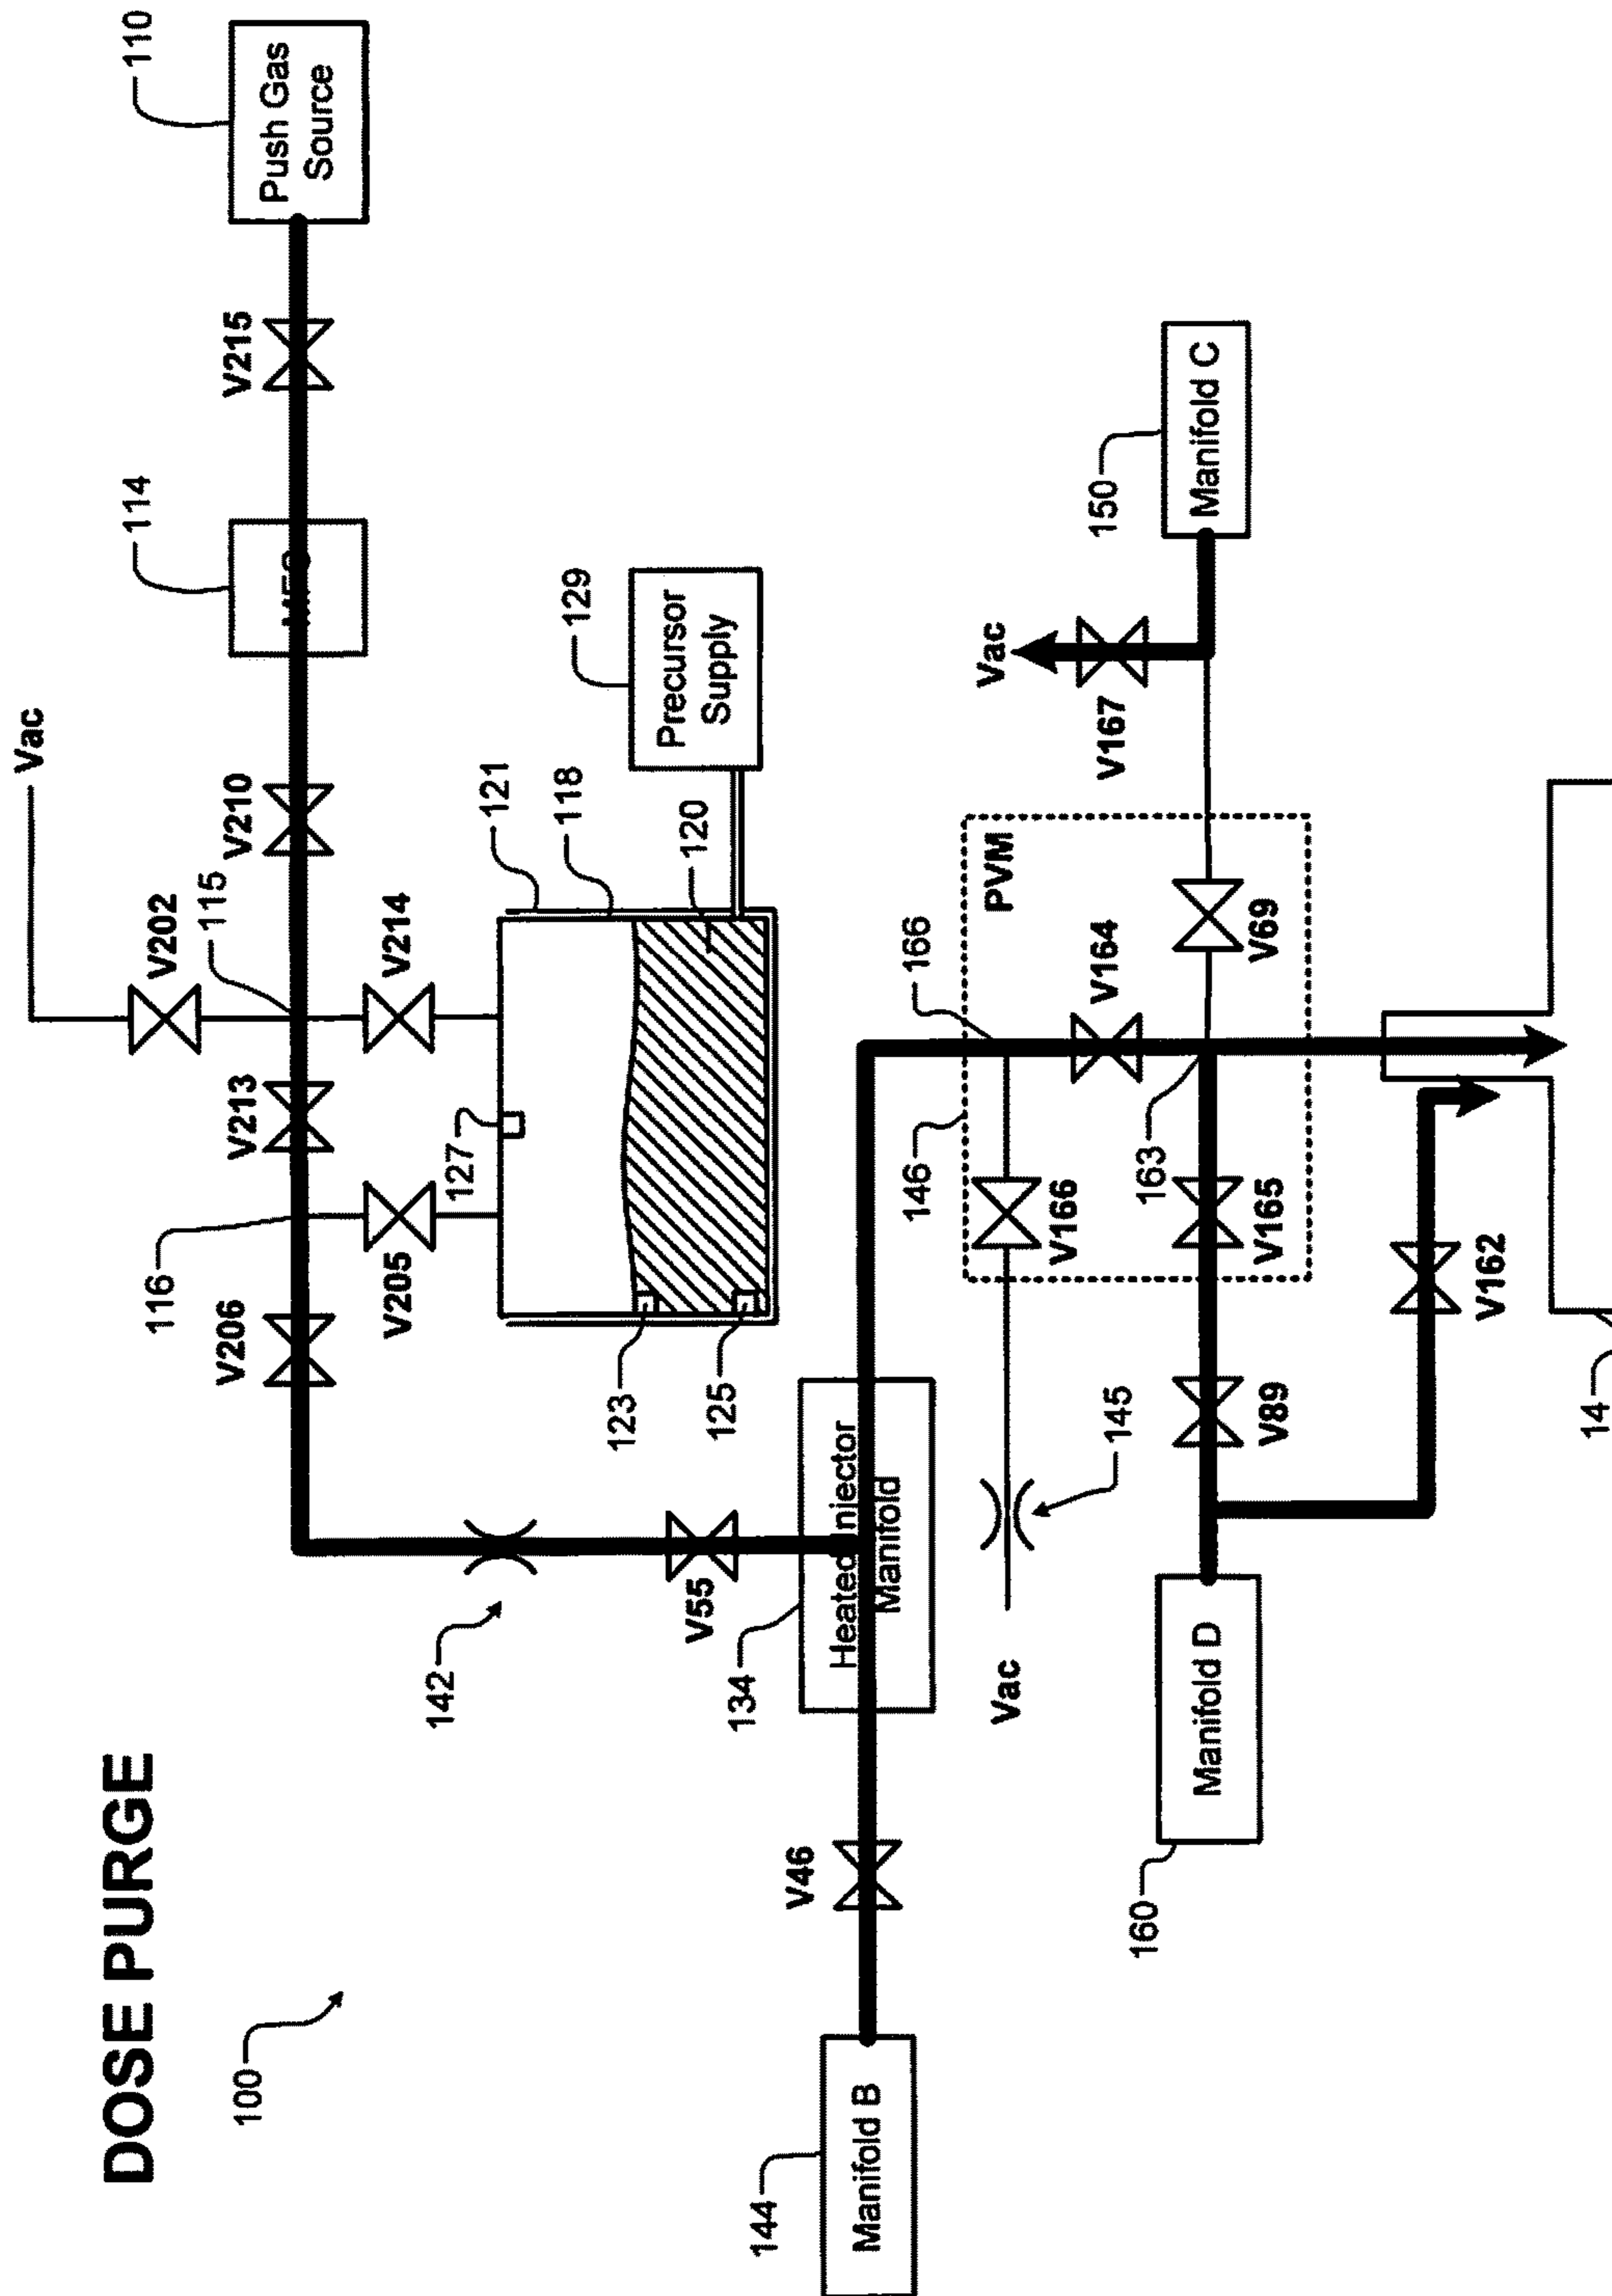 DOSE PURGE
100
Vac
110
114
V202
V210
V215
115
V213
116
V206
Push Gas
Source
V214
V205
127
121
118
120
129
Precursor
Supply
123
125
142
V55
134
Heated Injector
Manifold
144
V46
Manifold B
166
146
PVM
V164
V166
Vac
145
Vac
V167
150
Manifold C
163
V69
V165
V89
160
Manifold D
V162
14